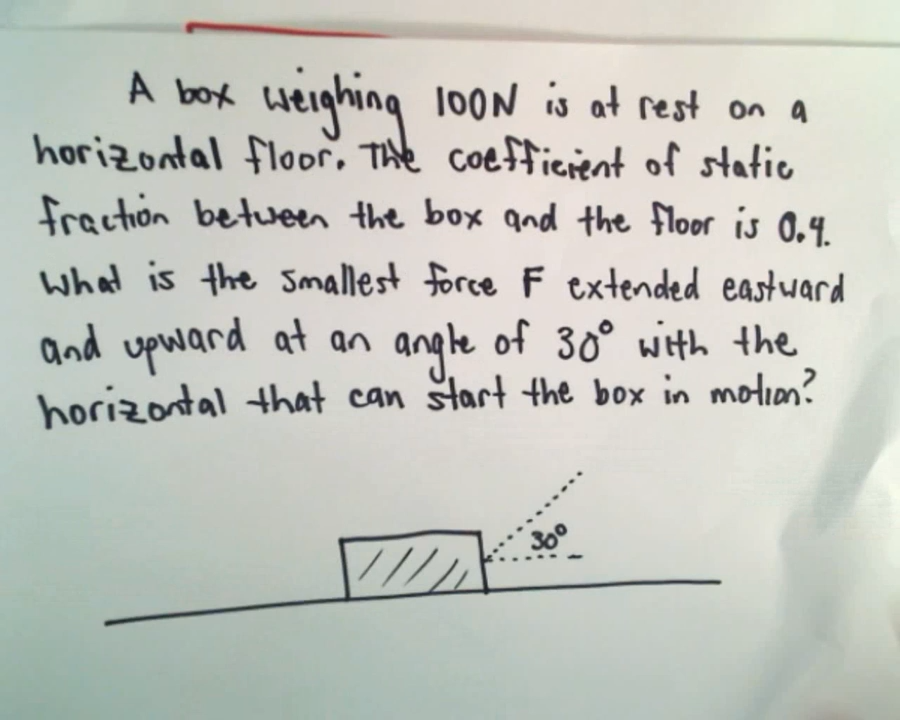 A box weighing 100N is at rest on a
horizontal floor. The coefficient of static
fraction between the box and the floor is 0.4.
What is the smallest force F extended eastward
and upward at an angle of 30° with the
horizontal that can start the box in motion?
30°